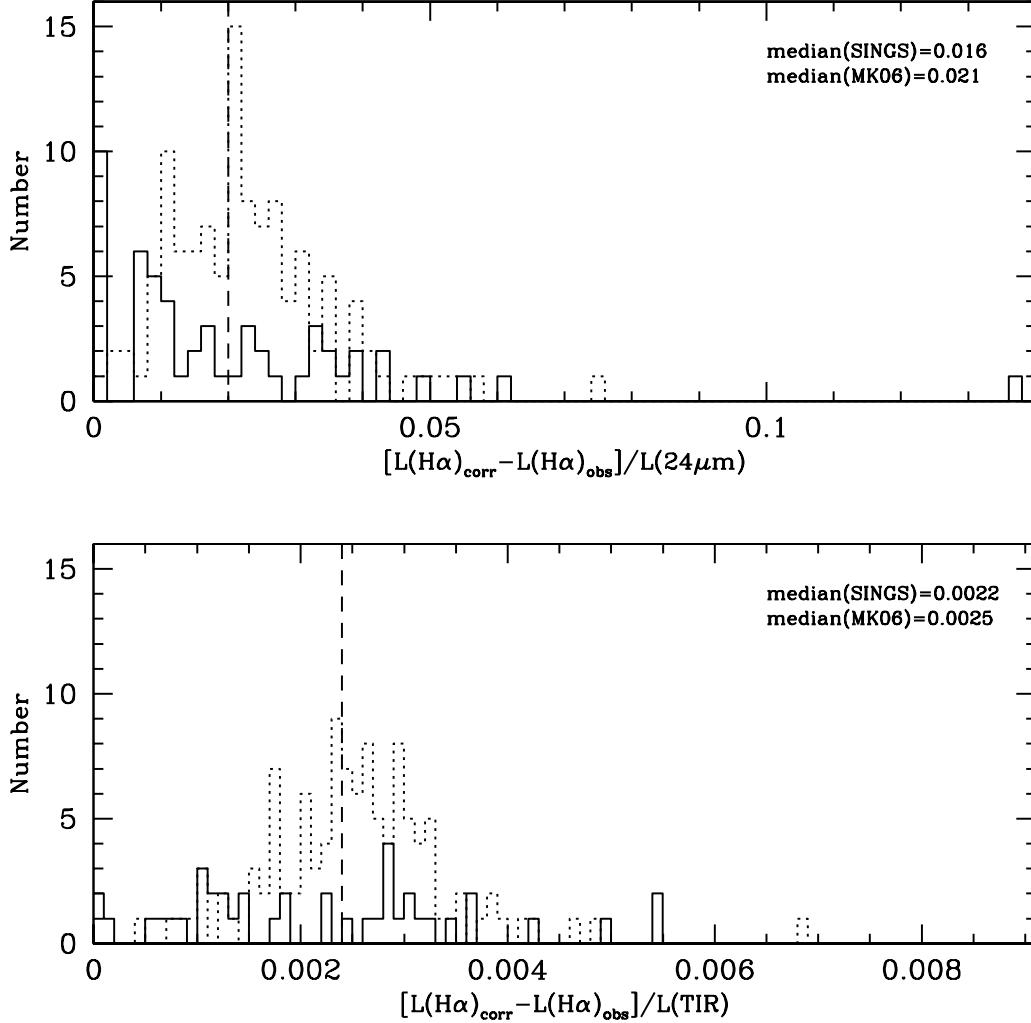 15
10
5
0
Number
median(SINGS)=0.016
median(MK06)=0.021
0 0.05 0.1
[L(Hα)corr−L(Hα)obs]/L(24μm)
15
10
5
0
Number
median(SINGS)=0.0022
median(MK06)=0.0025
0 0.002 0.004 0.006 0.008
[L(Hα)corr−L(Hα)obs]/L(TIR)